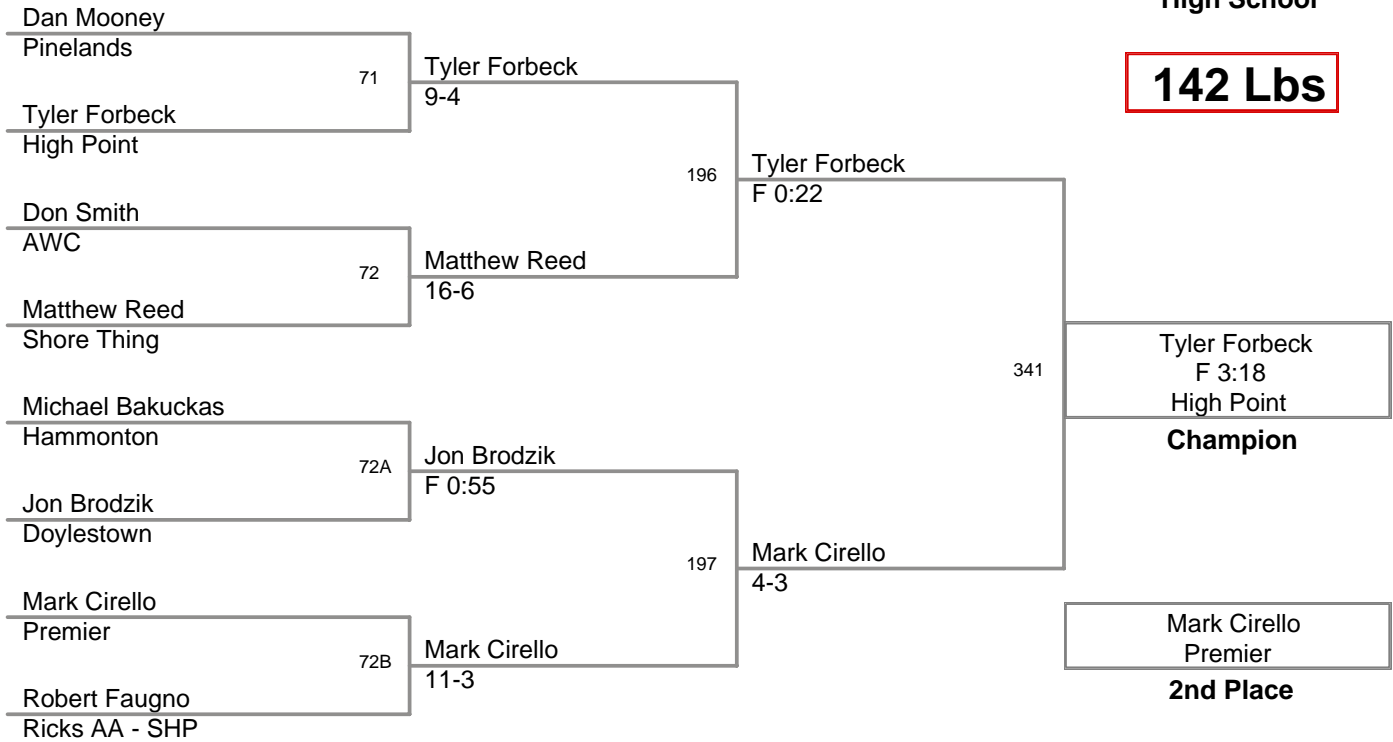 High School
142 Lbs
Dan Mooney
Pinelands
71
Tyler Forbeck
High Point
Tyler Forbeck
9-4
Don Smith
AWC
72
Matthew Reed
Shore Thing
Matthew Reed
16-6
196
Tyler Forbeck
F 0:22
Michael Bakuckas
Hammonton
72A
Jon Brodzik
Doylestown
Jon Brodzik
F 0:55
Mark Cirello
Premier
72B
Robert Faugno
Ricks AA - SHP
Mark Cirello
11-3
197
Mark Cirello
4-3
341
Tyler Forbeck
F 3:18
High Point
Champion
Mark Cirello
Premier
2nd Place